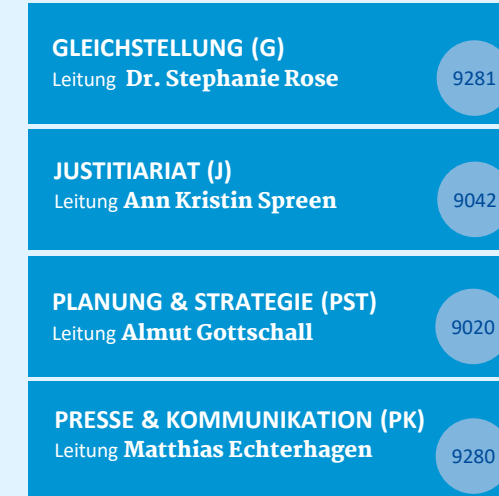 GLEICHSTELLUNG (G)
Leitung Dr. Stephanie Rose
9281
JUSTITIARIAT (J)
Leitung Ann Kristin Spreen
9042
PLANUNG & STRATEGIE (PST)
Leitung Almut Gottschall
9020
PRESSE & KOMMUNIKATION (PK)
Leitung Matthias Echterhagen
9280